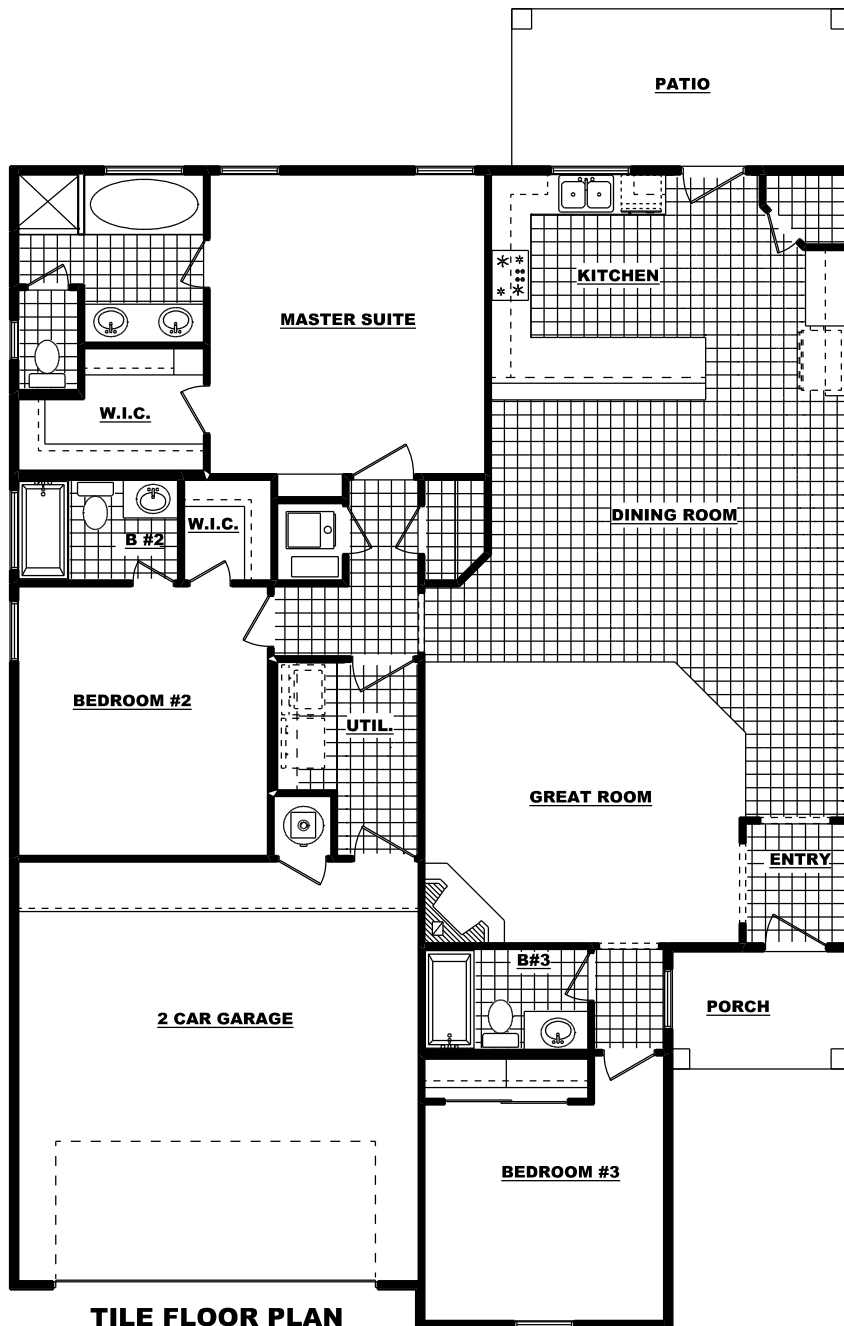 PATIO
KITCHEN
MASTER SUITE
W.I.C.
DINING ROOM
W.I.C.
B #2
BEDROOM #2
UTIL.
GREAT ROOM
ENTRY
B#3
PORCH
2 CAR GARAGE
BEDROOM #3
TILE FLOOR PLAN